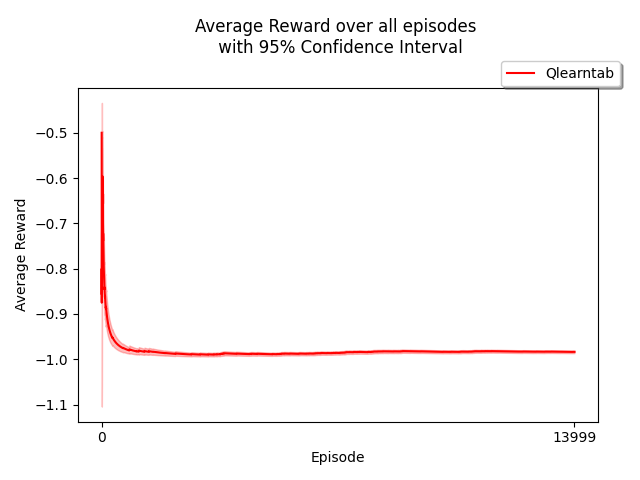 Average Reward over all episodes
with 95% Confidence Interval
Qlearntab
−0.5
−0.6
−0.7
−0.8
−0.9
−1.0
−1.1
Average Reward
0
13999
Episode